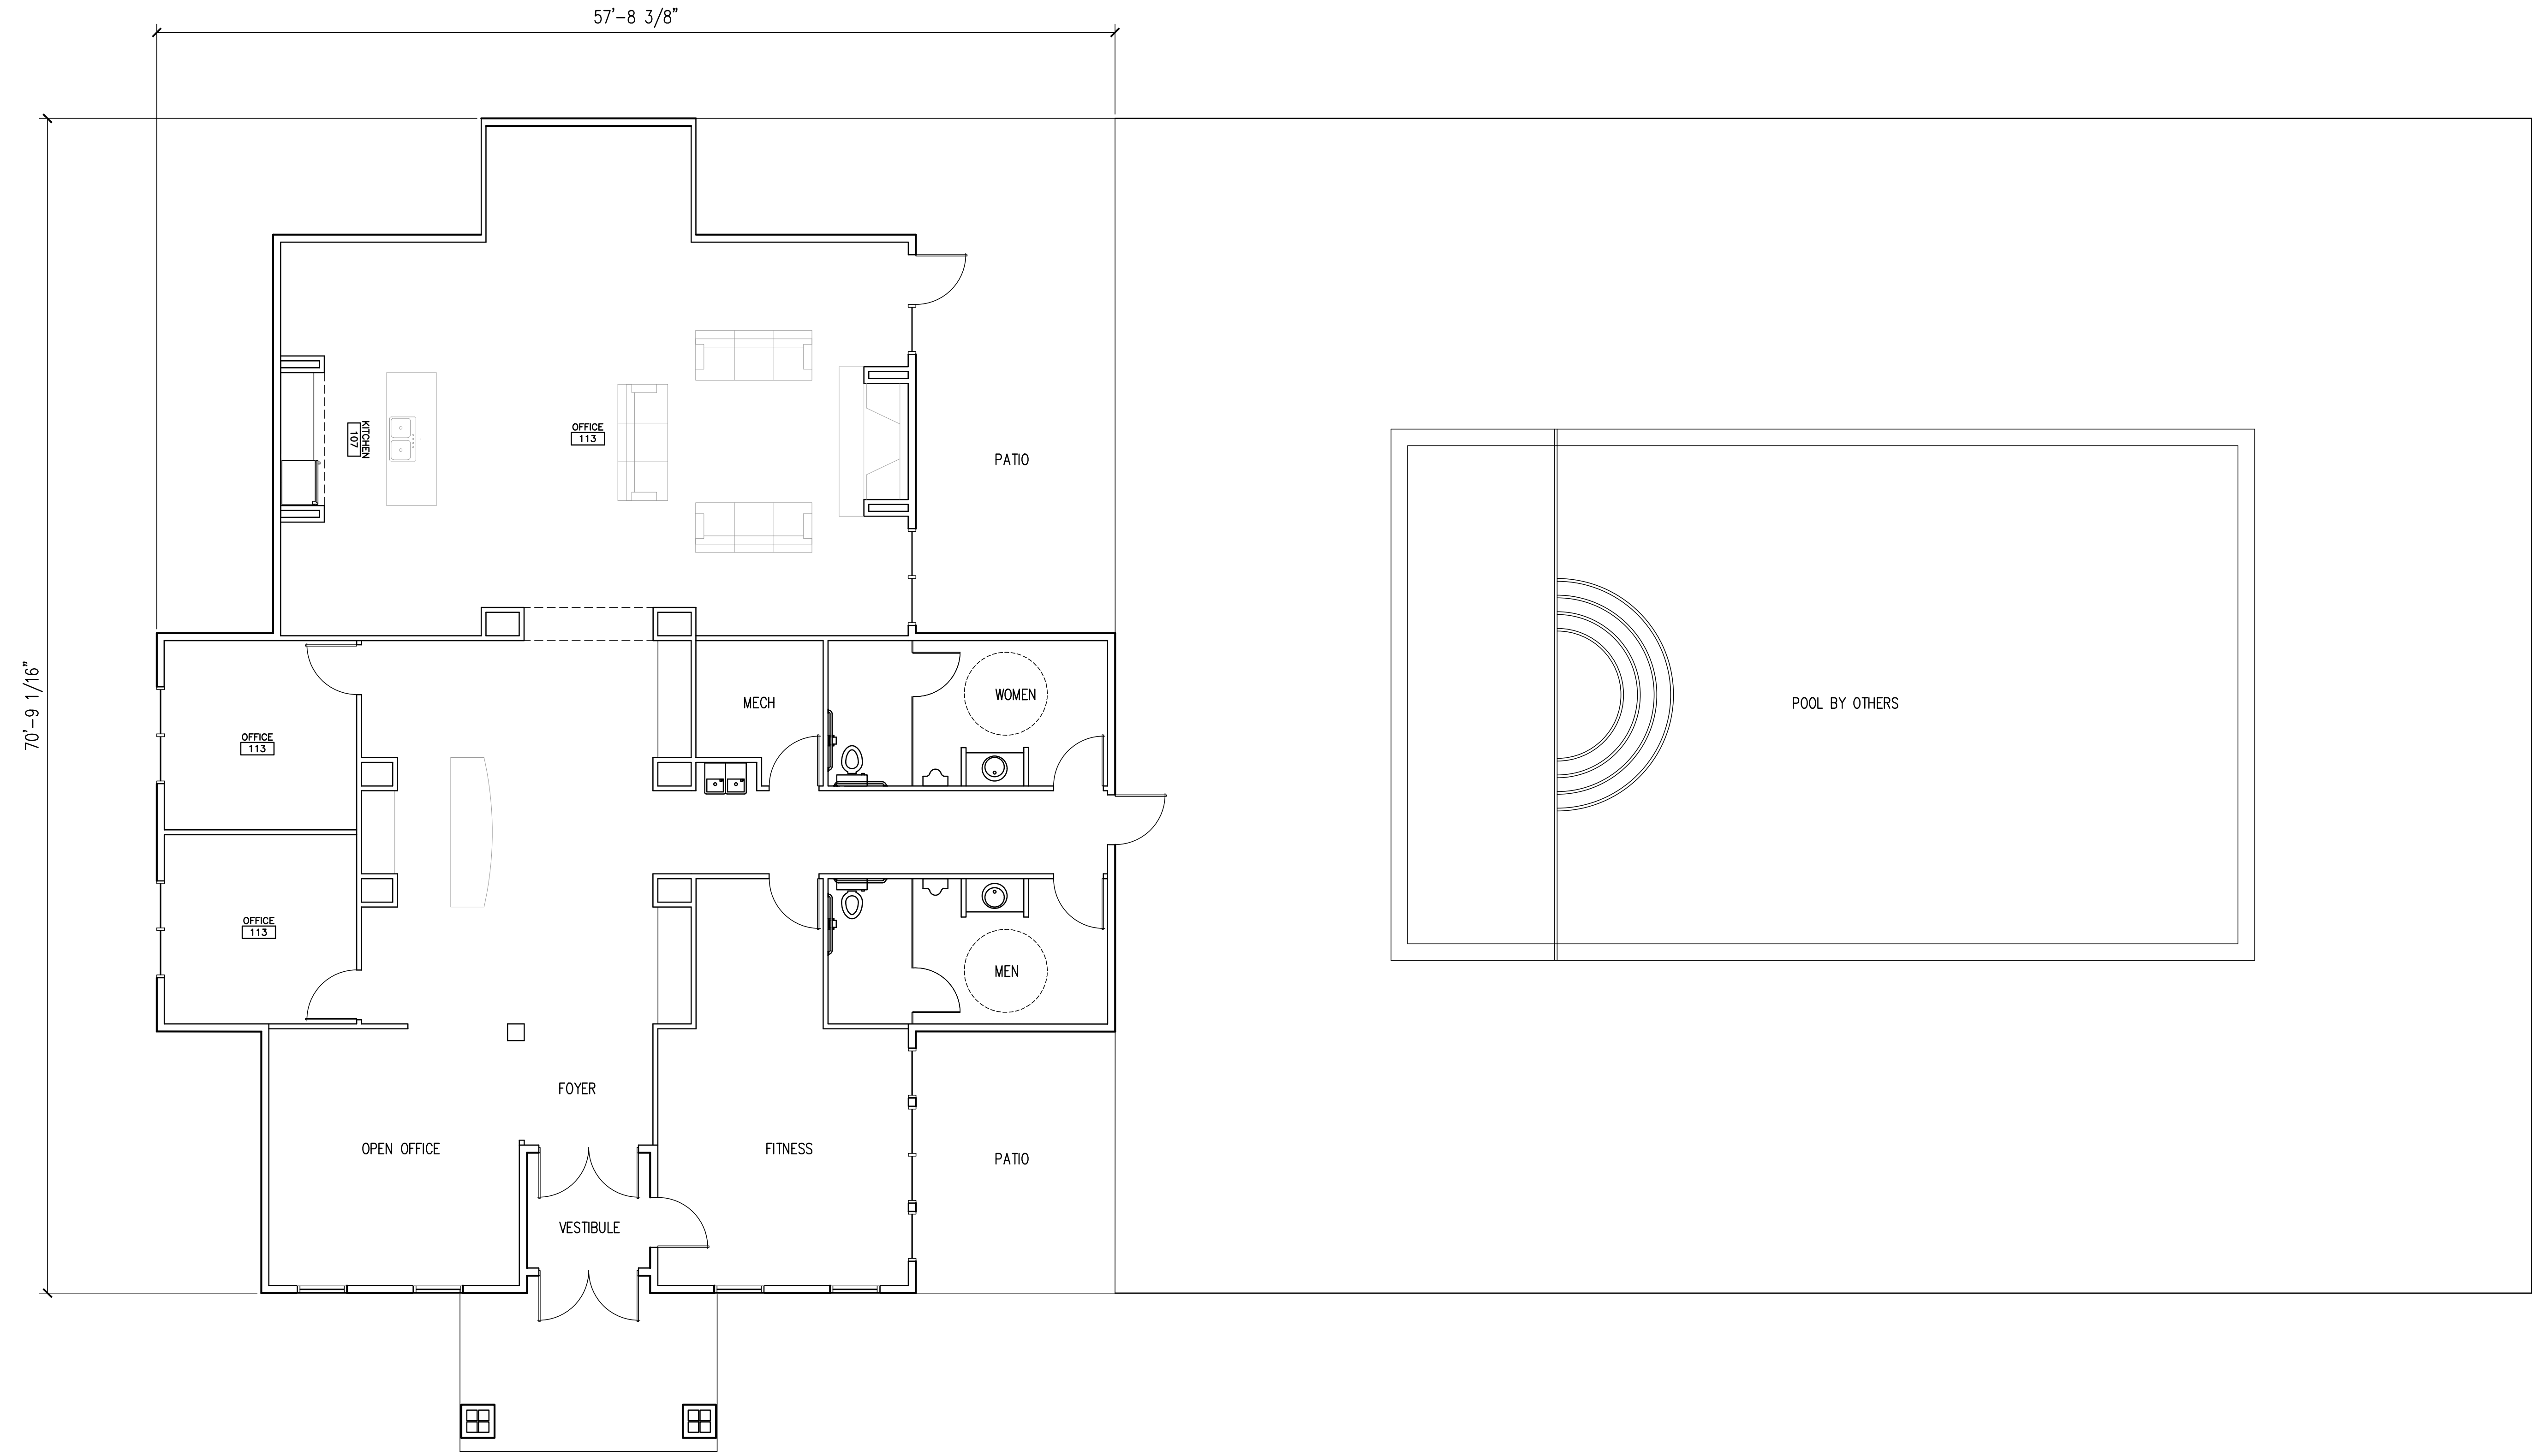 57'-8 3/8"
70'-9 1/16"
KITCHEN
107
OFFICE
113
PATIO
OFFICE
113
MECH
WOMEN
POOL BY OTHERS
OFFICE
113
MEN
FOYER
OPEN OFFICE
FITNESS
PATIO
VESTIBULE